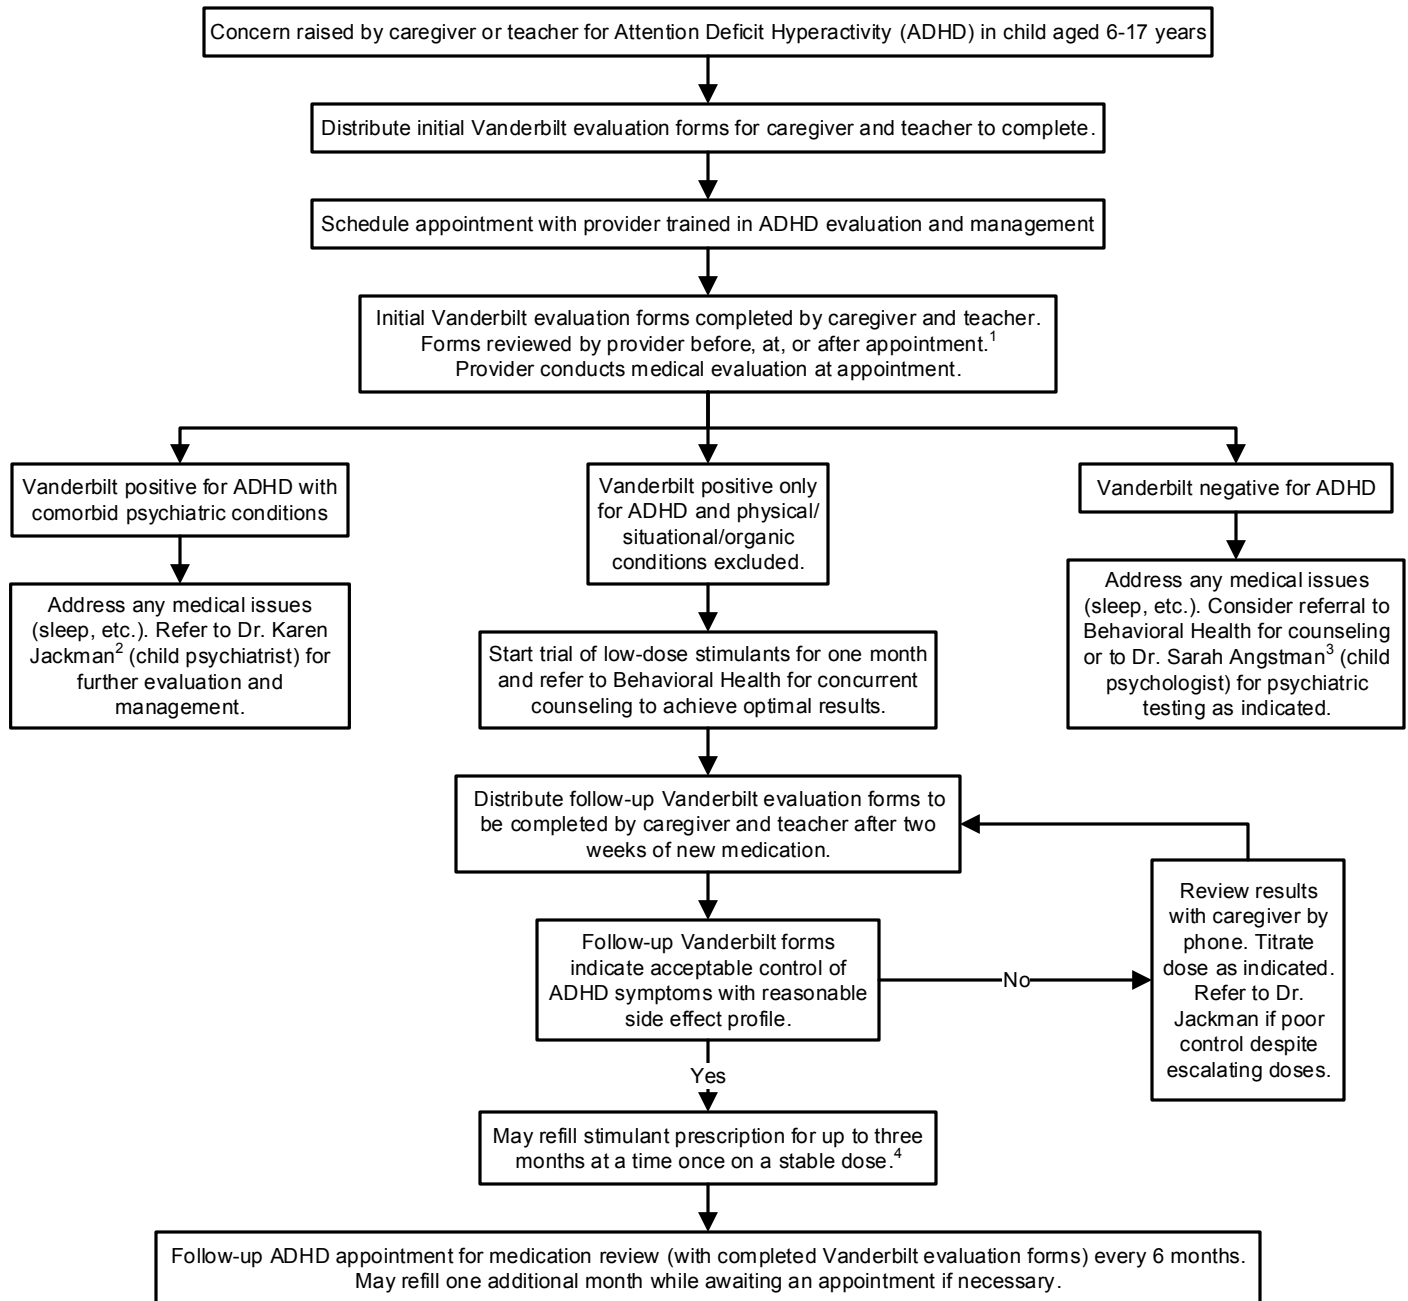 Concern raised by caregiver or teacher for Attention Deficit Hyperactivity (ADHD) in child aged 6-17 years
Distribute initial Vanderbilt evaluation forms for caregiver and teacher to complete.
Schedule appointment with provider trained in ADHD evaluation and management
Initial Vanderbilt evaluation forms completed by caregiver and teacher.
Forms reviewed by provider before, at, or after appointment.¹
Provider conducts medical evaluation at appointment.
Vanderbilt positive for ADHD with
comorbid psychiatric conditions
Vanderbilt positive only
for ADHD and physical/
situational/organic
conditions excluded.
Vanderbilt negative for ADHD
Address any medical issues
(sleep, etc.). Refer to Dr. Karen
Jackman² (child psychiatrist) for
further evaluation and
management.
Start trial of low-dose stimulants for one month
and refer to Behavioral Health for concurrent
counseling to achieve optimal results.
Address any medical issues
(sleep, etc.). Consider referral to
Behavioral Health for counseling
or to Dr. Sarah Angstman³ (child
psychologist) for psychiatric
testing as indicated.
Distribute follow-up Vanderbilt evaluation forms to
be completed by caregiver and teacher after two
weeks of new medication.
Follow-up Vanderbilt forms
indicate acceptable control of
ADHD symptoms with reasonable
side effect profile.
No
Review results
with caregiver by
phone. Titrate
dose as indicated.
Refer to Dr.
Jackman if poor
control despite
escalating doses.
Yes
May refill stimulant prescription for up to three
months at a time once on a stable dose.⁴
Follow-up ADHD appointment for medication review (with completed Vanderbilt evaluation forms) every 6 months.
May refill one additional month while awaiting an appointment if necessary.